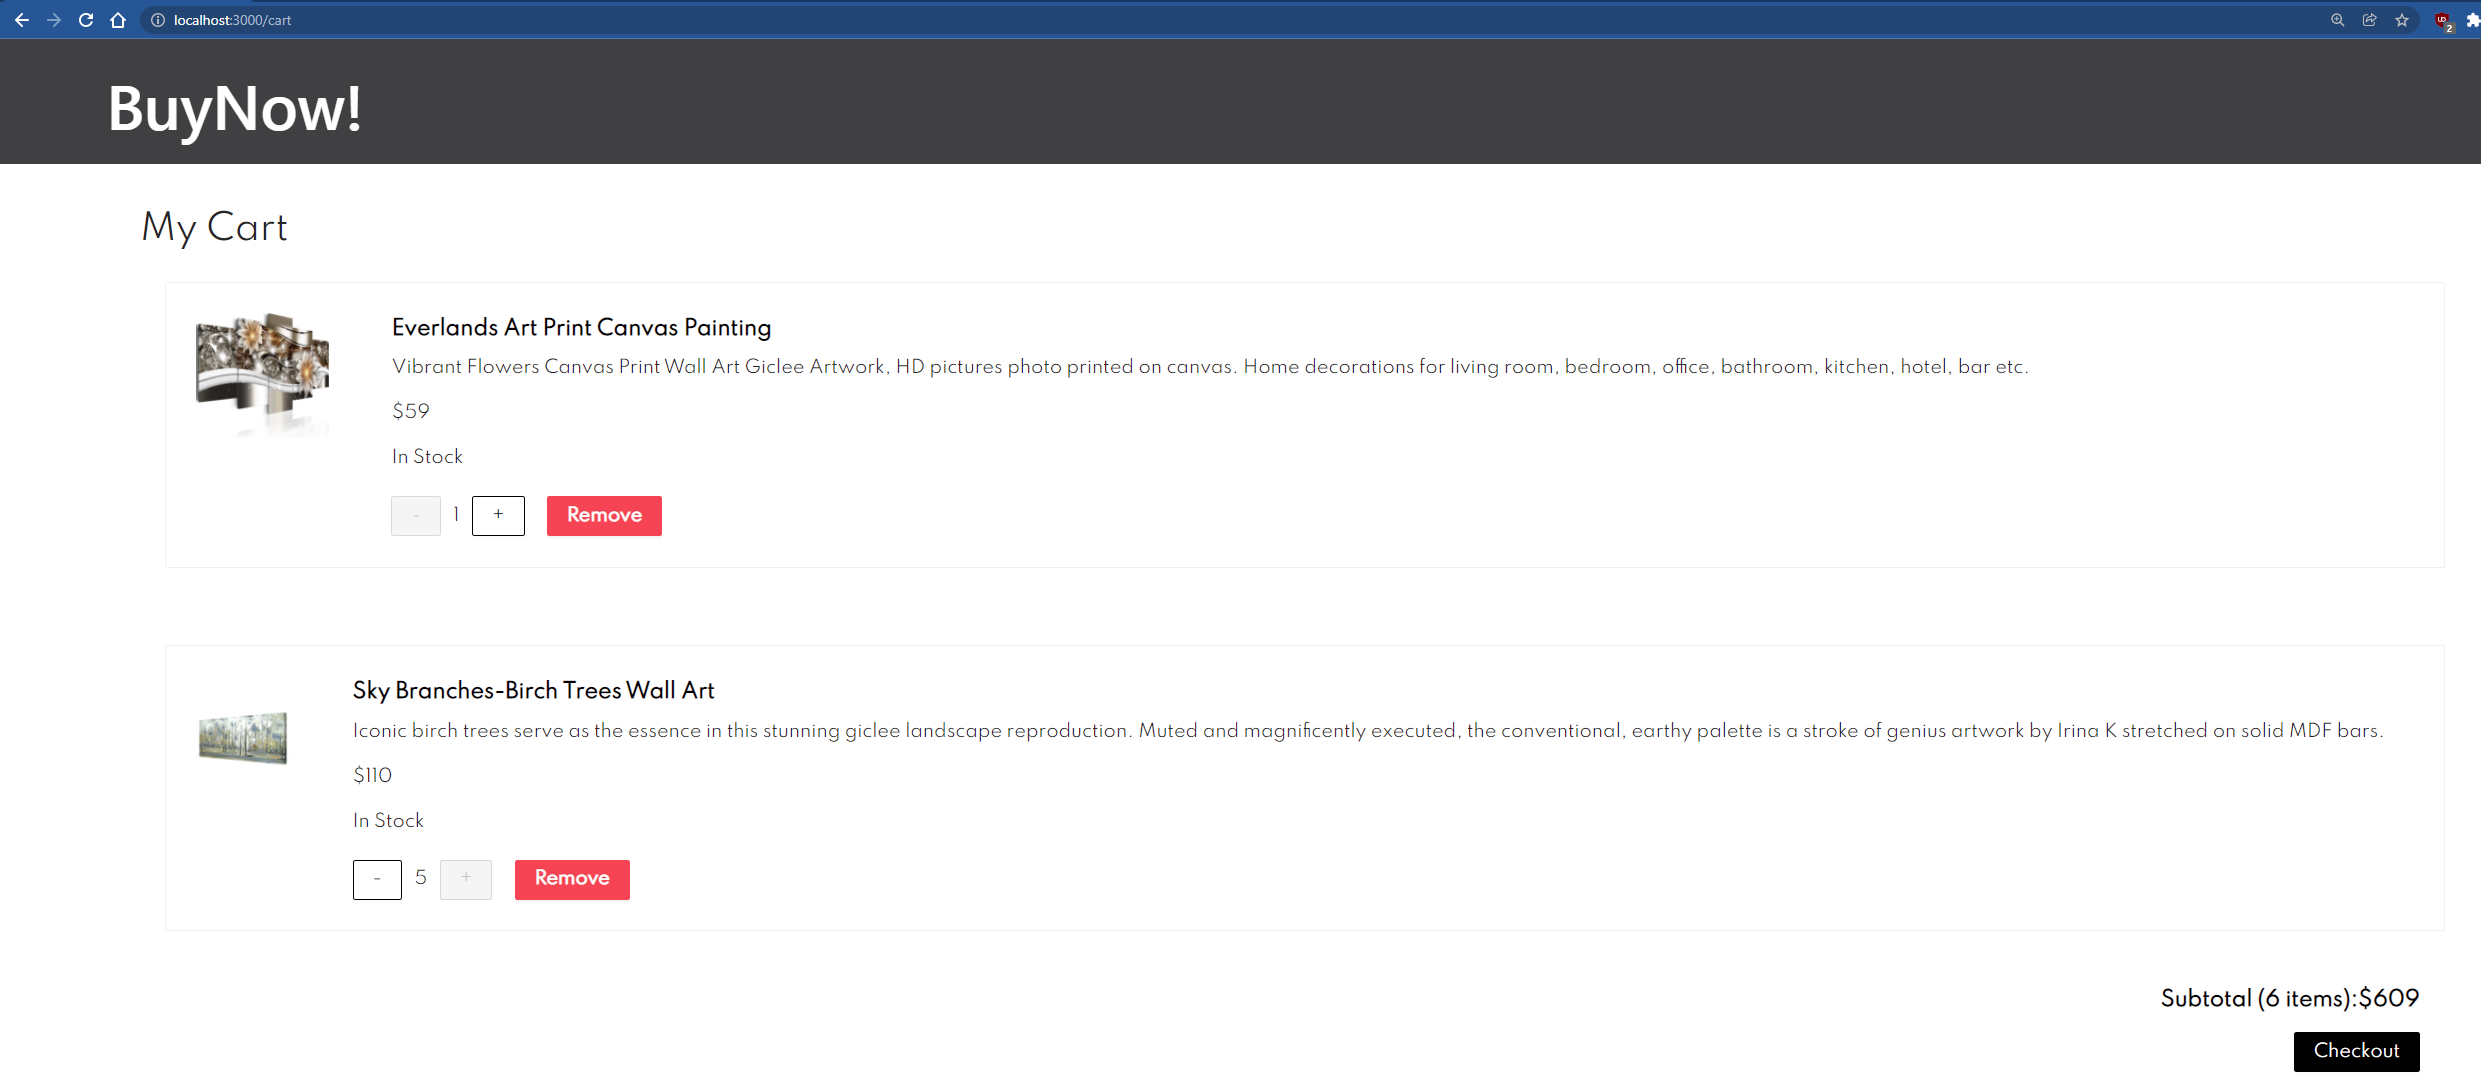 localhost:3000/cart
2
BuyNow!
My Cart
Everlands Art Print Canvas Painting
Vibrant Flowers Canvas Print Wall Art Giclee Artwork, HD pictures photo printed on canvas. Home decorations for living room, bedroom, office, bathroom, kitchen, hotel, bar etc.
$59
In Stock
- 1 + Remove
Sky Branches-Birch Trees Wall Art
Iconic birch trees serve as the essence in this stunning giclee landscape reproduction. Muted and magnificently executed, the conventional, earthy palette is a stroke of genius artwork by Irina K stretched on solid MDF bars.
$110
In Stock
- 5 + Remove
Subtotal (6 items):$609
Checkout